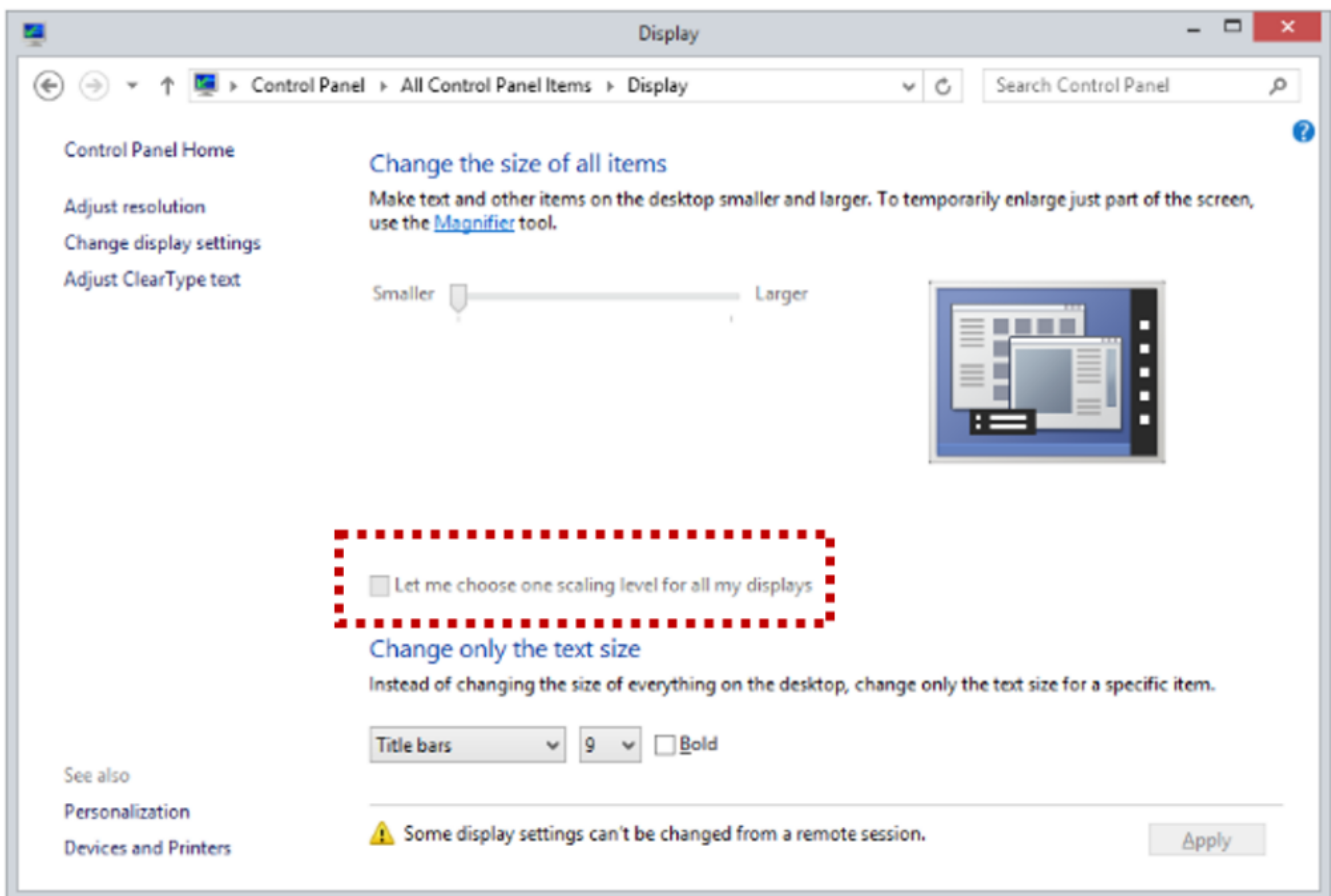 Display
Control Panel All Control Panel Items Display
Search Control Panel
Control Panel Home
Adjust resolution
Change display settings
Adjust ClearType text
Change the size of all items
Make text and other items on the desktop smaller and larger. To temporarily enlarge just part of the screen,
use the Magnifier tool.
Smaller
Larger
Let me choose one scaling level for all my displays
Change only the text size
Instead of changing the size of everything on the desktop, change only the text size for a specific item.
Title bars
9
Bold
See also
Personalization
Devices and Printers
Some display settings can't be changed from a remote session.
Apply